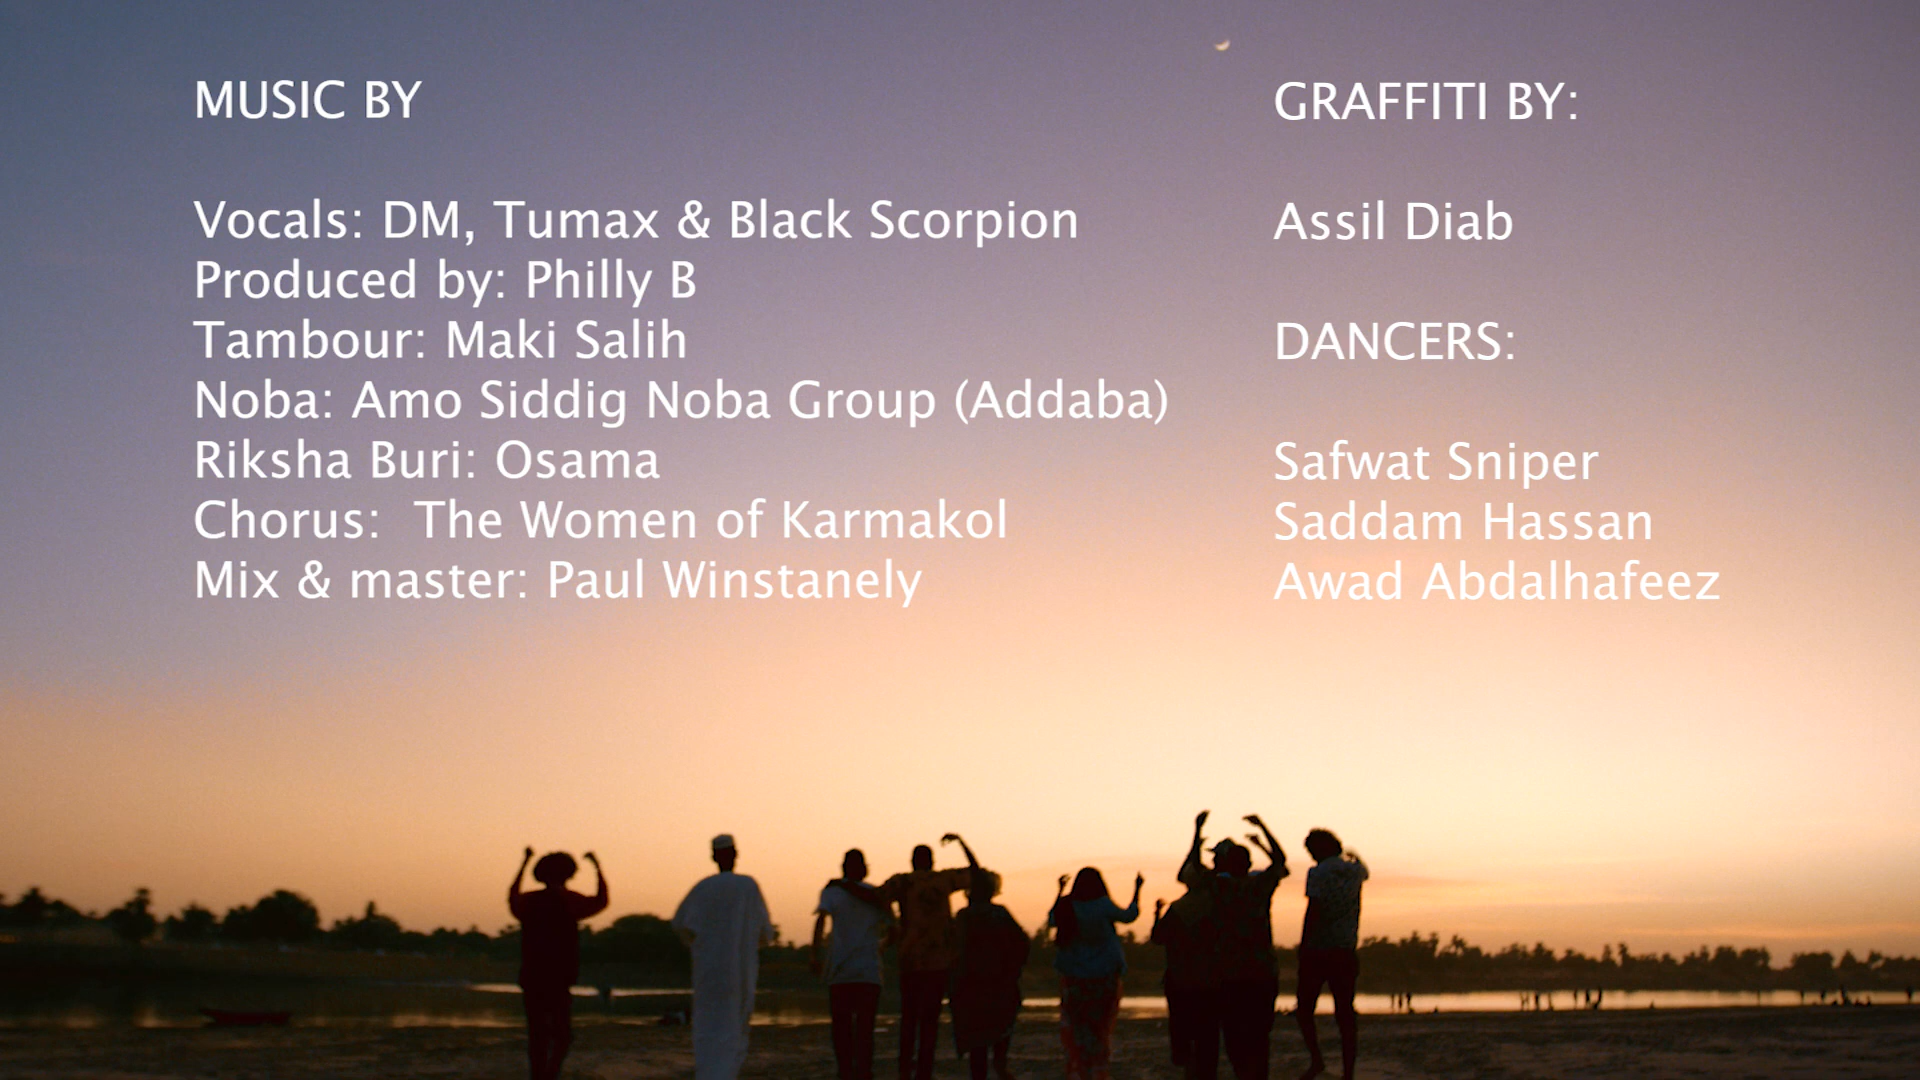 MUSIC BY
Vocals: DM, Tumax & Black Scorpion
Produced by: Philly B
Tambour: Maki Salih
Noba: Amo Siddig Noba Group (Addaba)
Riksha Buri: Osama
Chorus:  The Women of Karmakol
Mix & master: Paul Winstanely
GRAFFITI BY:
Assil Diab
DANCERS:
Safwat Sniper
Saddam Hassan
Awad Abdalhafeez